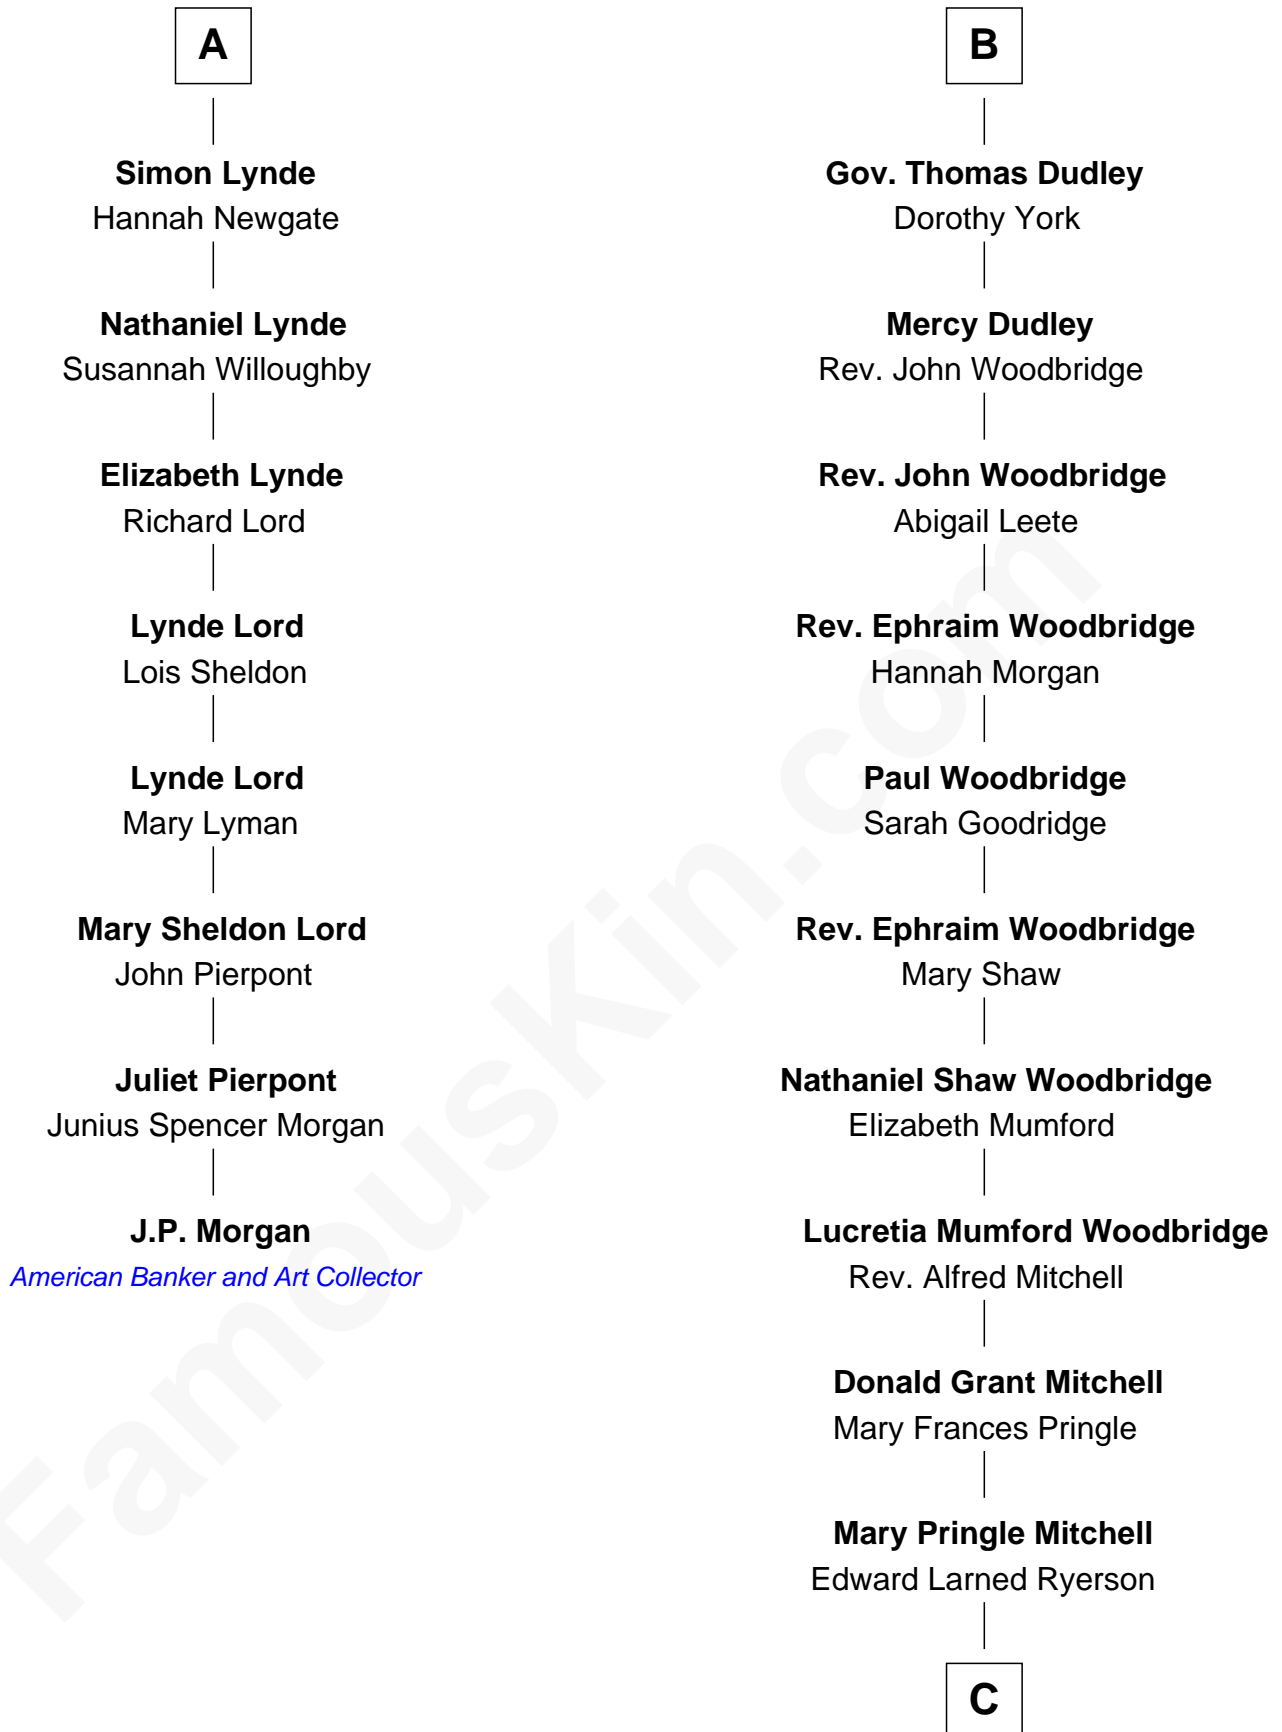 A
Simon Lynde
Hannah Newgate
Nathaniel Lynde
Susannah Willoughby
Elizabeth Lynde
Richard Lord
Lynde Lord
Lois Sheldon
Lynde Lord
Mary Lyman
Mary Sheldon Lord
John Pierpont
Juliet Pierpont
Junius Spencer Morgan
J.P. Morgan
American Banker and Art Collector
B
Gov. Thomas Dudley
Dorothy York
Mercy Dudley
Rev. John Woodbridge
Rev. John Woodbridge
Abigail Leete
Rev. Ephraim Woodbridge
Hannah Morgan
Paul Woodbridge
Sarah Goodridge
Rev. Ephraim Woodbridge
Mary Shaw
Nathaniel Shaw Woodbridge
Elizabeth Mumford
Lucretia Mumford Woodbridge
Rev. Alfred Mitchell
Donald Grant Mitchell
Mary Frances Pringle
Mary Pringle Mitchell
Edward Larned Ryerson
C
FamousKin.com